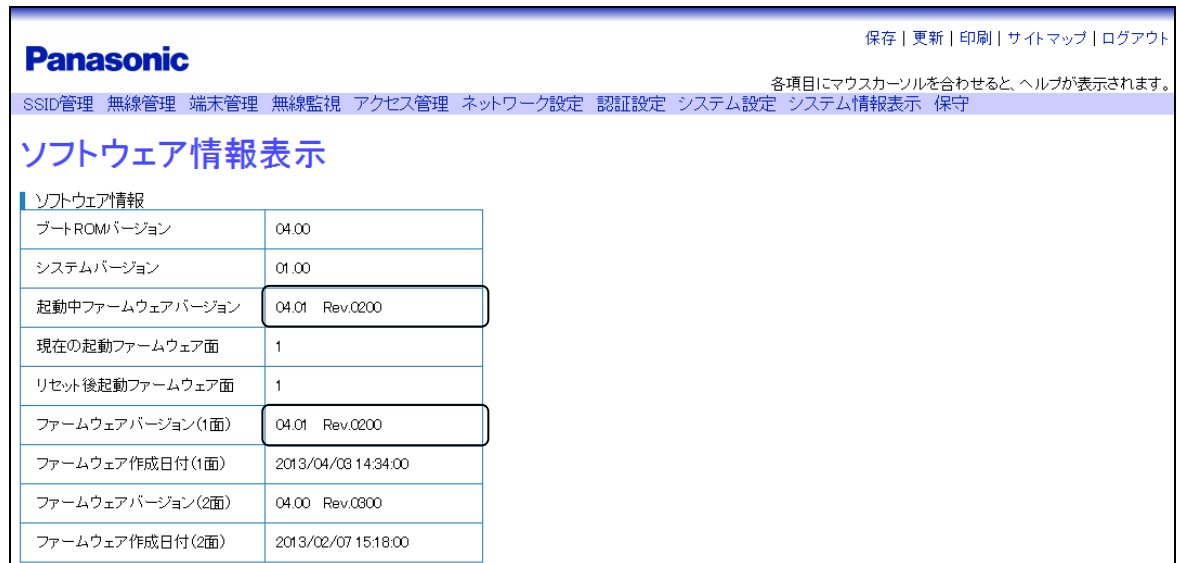 保存 | 更新 | 印刷 | サイトマップ | ログアウト
Panasonic
各項目にマウスカーソルを合わせると、ヘルプが表示されます。
SSID管理 無線管理 端末管理 無線監視 アクセス管理 ネットワーク設定 認証設定 システム設定 システム情報表示 保守
ソフトウェア情報表示
ソフトウェア情報
ブートROMバージョン 04.00
システムバージョン 01.00
起動中ファームウェアバージョン 04.01 Rev.0200
現在の起動ファームウェア面 1
リセット後起動ファームウェア面 1
ファームウェアバージョン(1面) 04.01 Rev.0200
ファームウェア作成日付(1面) 2013/04/03 14:34:00
ファームウェアバージョン(2面) 04.00 Rev.0300
ファームウェア作成日付(2面) 2013/02/07 15:18:00